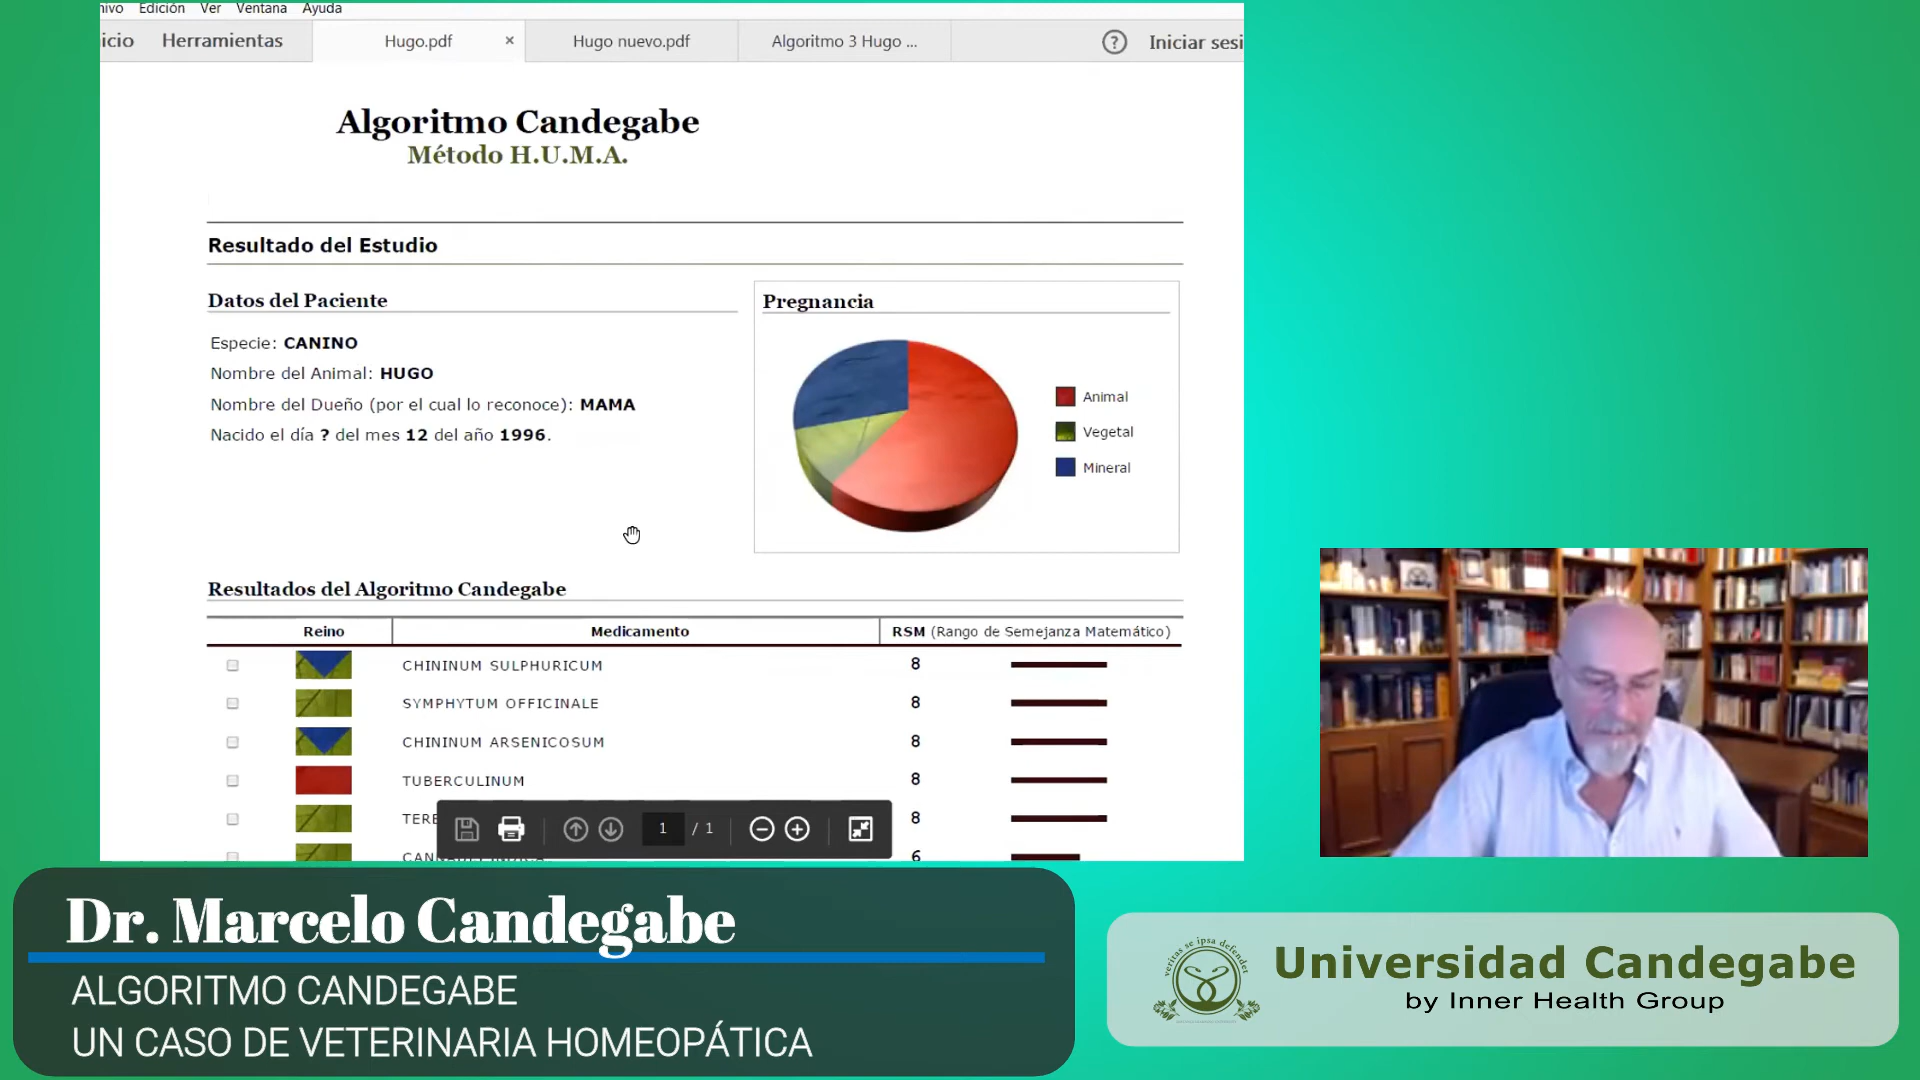 Edición Ver Ventana Ayuda
Herramientas Hugo.pdf × Hugo nuevo.pdf Algoritmo 3 Hugo ... ? Iniciar sesi
Algoritmo Candegabe
Método H.U.M.A.
Resultado del Estudio
Datos del Paciente
Especie: CANINO
Nombre del Animal: HUGO
Nombre del Dueño (por el cual lo reconoce): MAMA
Nacido el día ? del mes 12 del año 1996.
Pregnancia
Animal
Vegetal
Mineral
Resultados del Algoritmo Candegabe
Reino Medicamento RSM (Rango de Semejanza Matemático)
CHININUM SULPHURICUM 8
SYMPHYTUM OFFICINALE 8
CHININUM ARSENICOSUM 8
TUBERCULINUM 8
TERE 8
6
1 / 1
Dr. Marcelo Candegabe
ALGORITMO CANDEGABE
UN CASO DE VETERINARIA HOMEOPÁTICA
veritas se ipsa defendet
Universidad Candegabe
by Inner Health Group